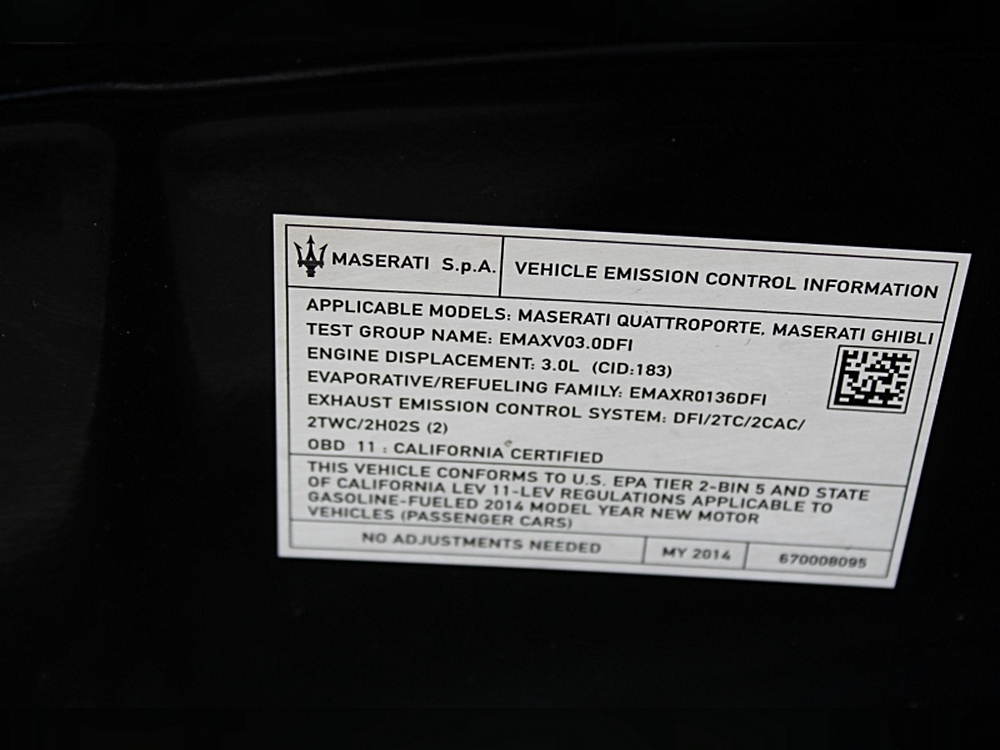 MASERATI S.p.A.
VEHICLE EMISSION CONTROL INFORMATION
APPLICABLE MODELS: MASERATI QUATTROPORTE, MASERATI GHIBLI
TEST GROUP NAME: EMAXV03.0DFI
ENGINE DISPLACEMENT: 3.0L (CID:183)
EVAPORATIVE/REFUELING FAMILY: EMAXR0136DFI
EXHAUST EMISSION CONTROL SYSTEM: DFI/2TC/2CAC/
2TWC/2H02S (2)
OBD 11 : CALIFORNIA CERTIFIED
THIS VEHICLE CONFORMS TO U.S. EPA TIER 2-BIN 5 AND STATE
OF CALIFORNIA LEV 11-LEV REGULATIONS APPLICABLE TO
GASOLINE-FUELED 2014 MODEL YEAR NEW MOTOR
VEHICLES (PASSENGER CARS)
NO ADJUSTMENTS NEEDED
MY 2014
670008095